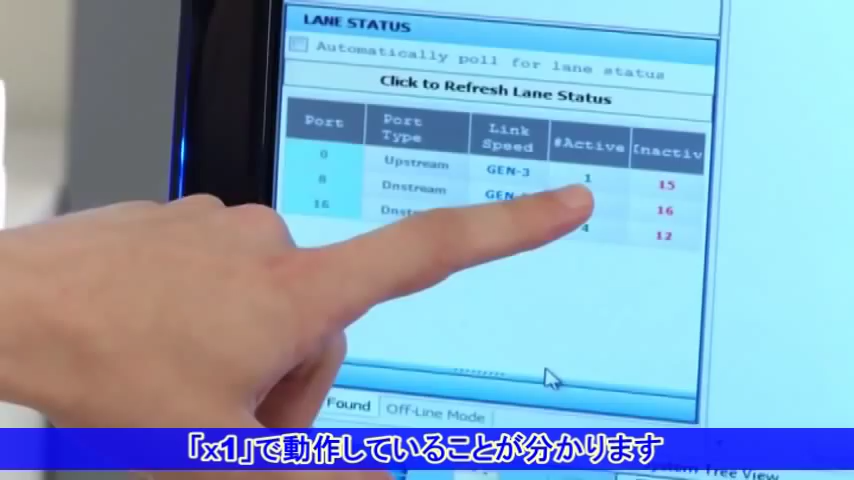 LANE STATUS
Automatically poll for lane status
Click to Refresh Lane Status
Port Port Type Link Speed #Active Inactiv
0 Upstream GEN-3 1 15
8 Dnstream 16
16 4 12
Found Off-Line Mode
「x1」で動作していることが分かります
Tree View